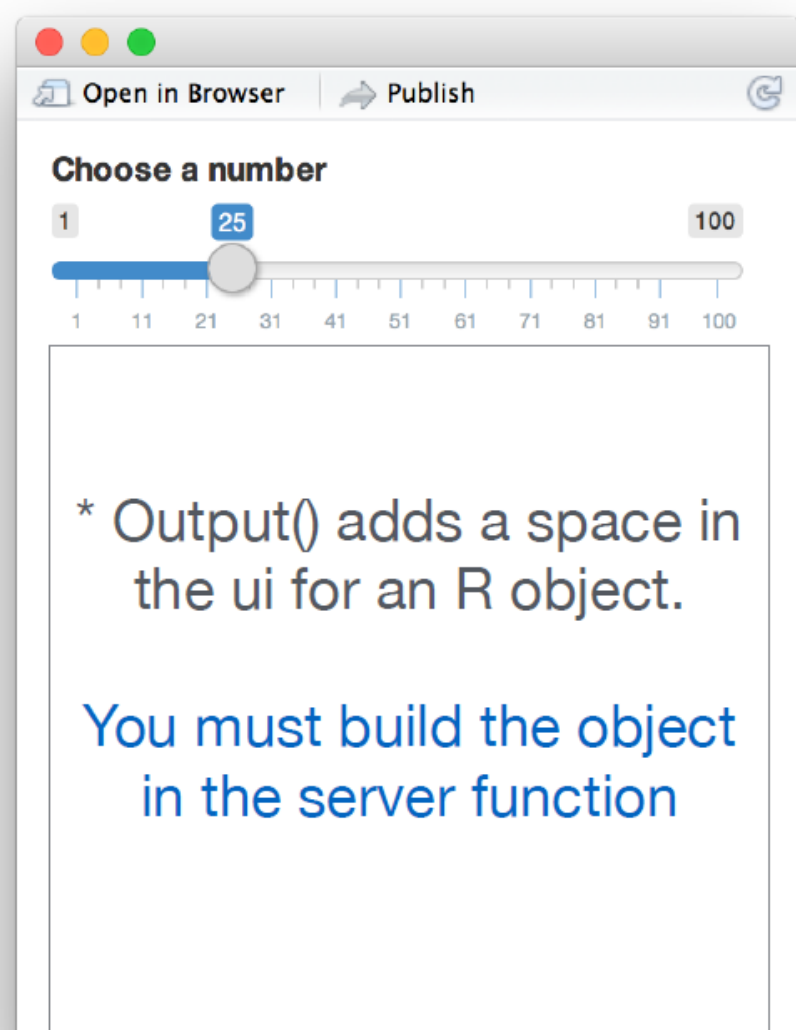 Open in Browser Publish
Choose a number
1 25 100
1 11 21 31 41 51 61 71 81 91 100
* Output() adds a space in
the ui for an R object.
You must build the object
in the server function